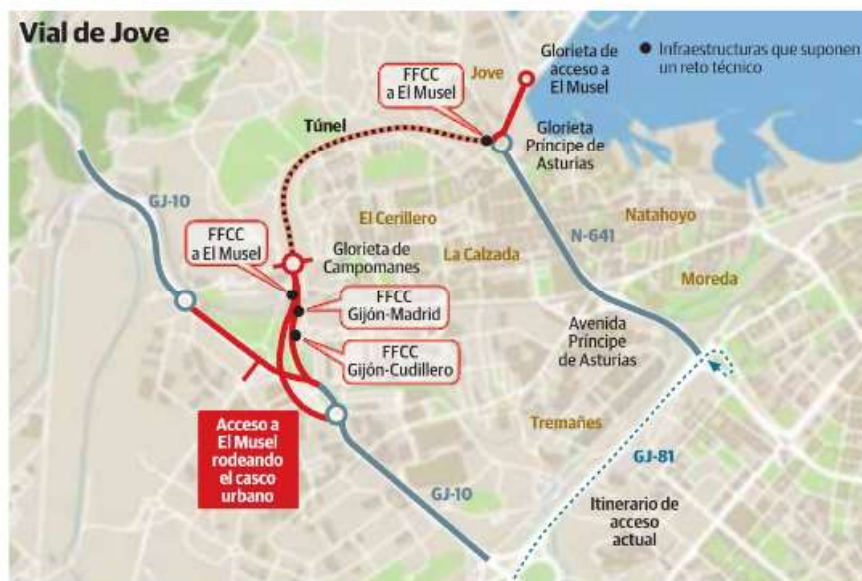 Vial de Jove
Infraestructuras que suponen
un reto técnico
Glorieta de
acceso a
El Musel
Jove
FFCC
a El Musel
Túnel
Glorieta
Príncipe de
Asturias
GJ-10
El Cerillero
Natahoyo
N-641
La Calzada
FFCC
a El Musel
Glorieta de
Campomanes
Moreda
FFCC
Gijón-Madrid
Avenida
Príncipe
de Asturias
FFCC
Gijón-Cudillero
Acceso a
El Musel
rodeando
el casco
urbano
Tremañes
GJ-81
GJ-10
Itinerario de
acceso
actual